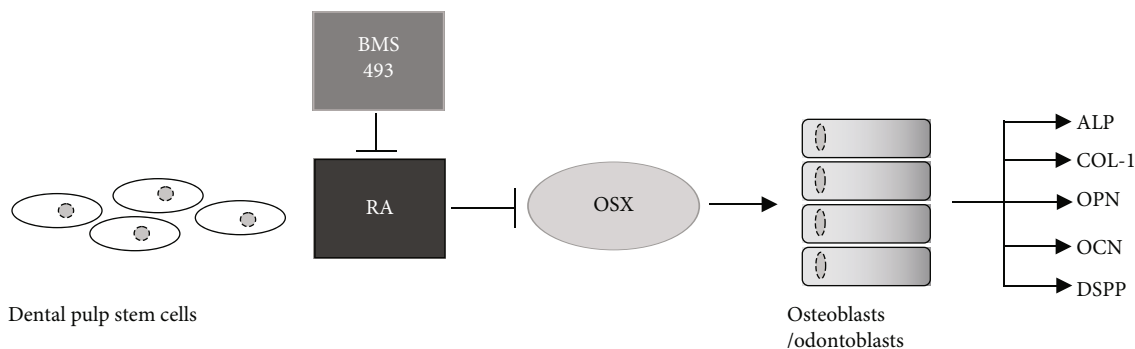 BMS
493
RA
OSX
ALP
COL-1
OPN
OCN
DSPP
Dental pulp stem cells
Osteoblasts
/odontoblasts